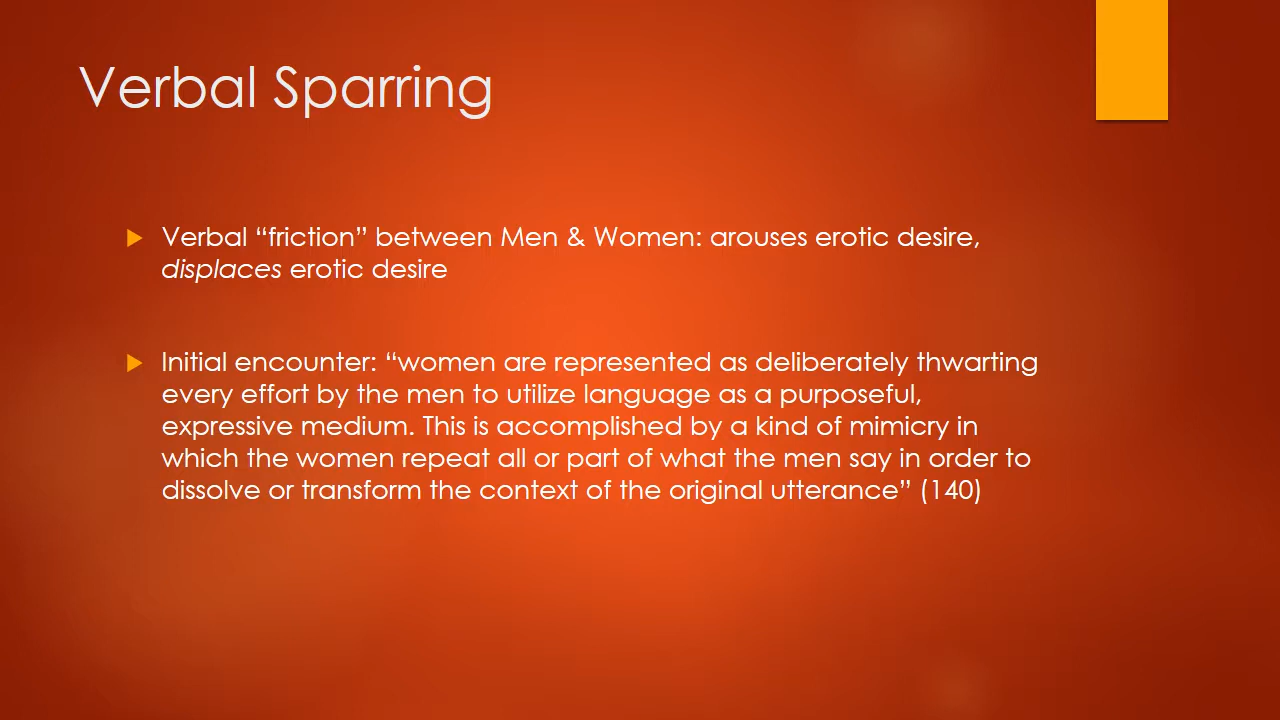 Verbal Sparring
Verbal “friction” between Men & Women: arouses erotic desire,
displaces erotic desire
Initial encounter: “women are represented as deliberately thwarting
every effort by the men to utilize language as a purposeful,
expressive medium. This is accomplished by a kind of mimicry in
which the women repeat all or part of what the men say in order to
dissolve or transform the context of the original utterance” (140)